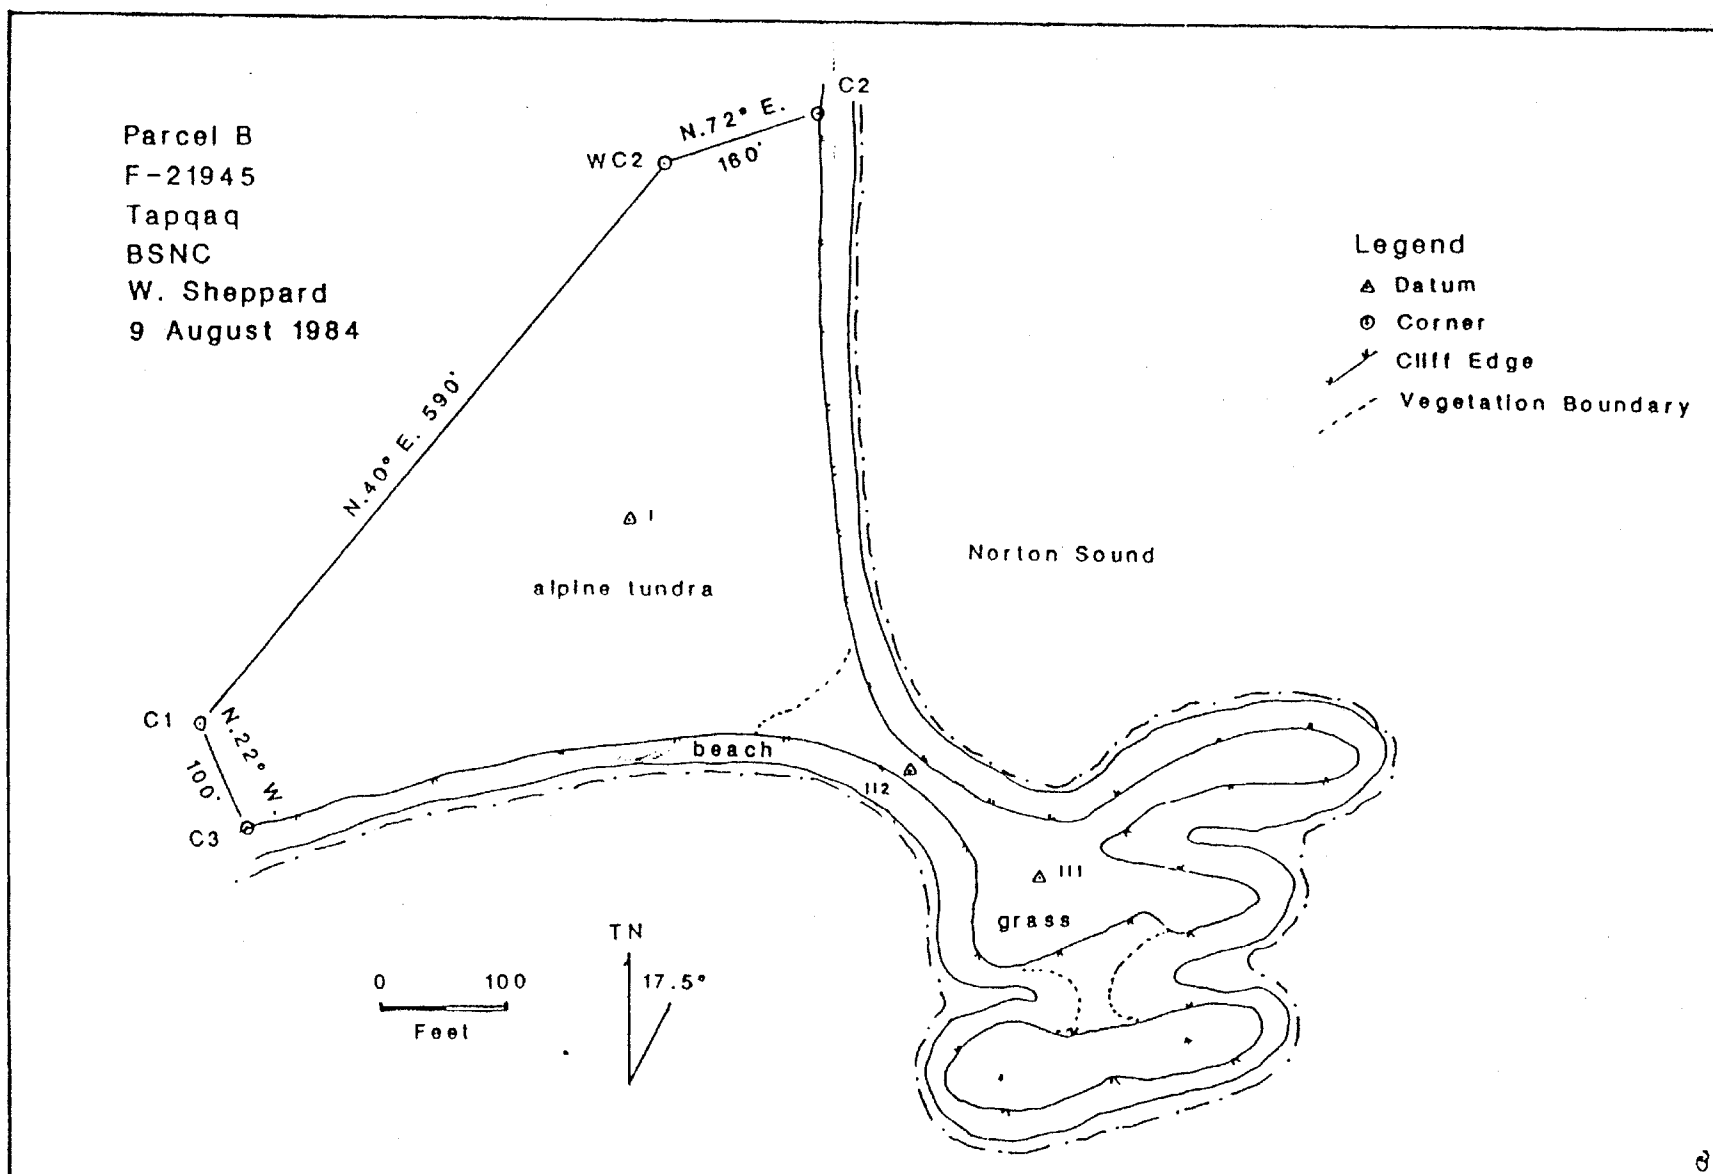 Parcel B
F-21945
Tapqaq
BSNC
W. Sheppard
9 August 1984
C2
N.72° E.
160'
WC2
Legend
Datum
Corner
Cliff Edge
Vegetation Boundary
N.40° E. 590'
I
Norton Sound
alpine tundra
C1
N.22° W.
100'
C3
beach
112
III
grass
TN
17.5°
0 100
Feet